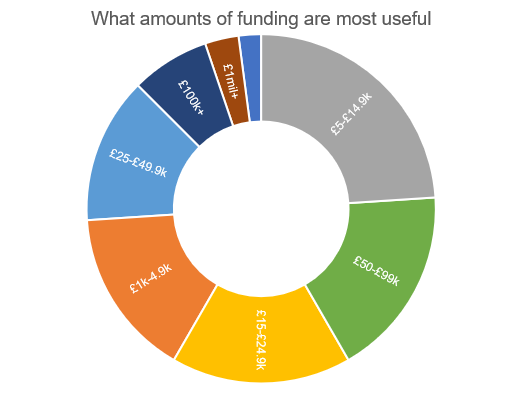 What amounts of funding are most useful
£5-£14.9k
£50-£99k
£15-£24.9k
£1k-4.9k
£25-£49.9k
£100k+
£1mil+